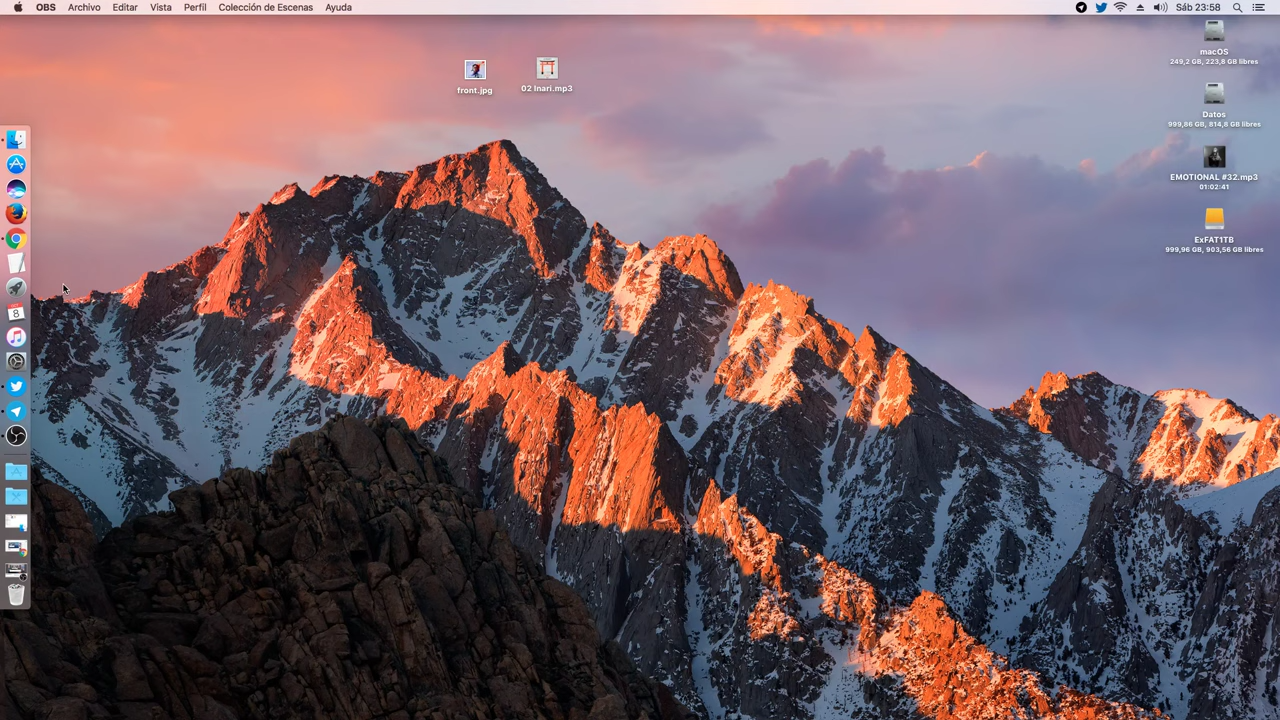 OBS Archivo Editar Vista Perfil Colección de Escenas Ayuda Sáb 23:58
front.jpg
02 Inari.mp3
macOS
249,2 GB, 223,8 GB libres
Datos
999,86 GB, 814,8 GB libres
EMOTIONAL #32.mp3
01:02:41
ExFAT1TB
999,96 GB, 903,56 GB libres
8